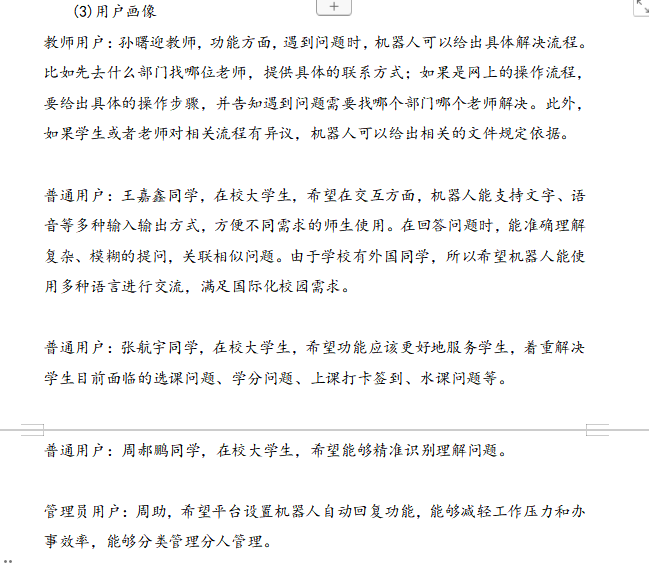 (3)用户画像
教师用户：孙曙迎教师，功能方面，遇到问题时，机器人可以给出具体解决流程。
比如先去什么部门找哪位老师，提供具体的联系方式；如果是网上的操作流程，
要给出具体的操作步骤，并告知遇到问题需要找哪个部门哪个老师解决。此外，
如果学生或者老师对相关流程有异议，机器人可以给出相关的文件规定依据。
普通用户：王嘉鑫同学，在校大学生，希望在交互方面，机器人能支持文字、语
音等多种输入输出方式，方便不同需求的师生使用。在回答问题时，能准确理解
复杂、模糊的提问，关联相似问题。由于学校有外国同学，所以希望机器人能使
用多种语言进行交流，满足国际化校园需求。
普通用户：张航宇同学，在校大学生，希望功能应该更好地服务学生，着重解决
学生目前面临的选课问题、学分问题、上课打卡签到、水课问题等。
普通用户：周郝鹏同学，在校大学生，希望能够精准识别理解问题。
管理员用户：周助，希望平台设置机器人自动回复功能，能够减轻工作压力和办
事效率，能够分类管理分人管理。